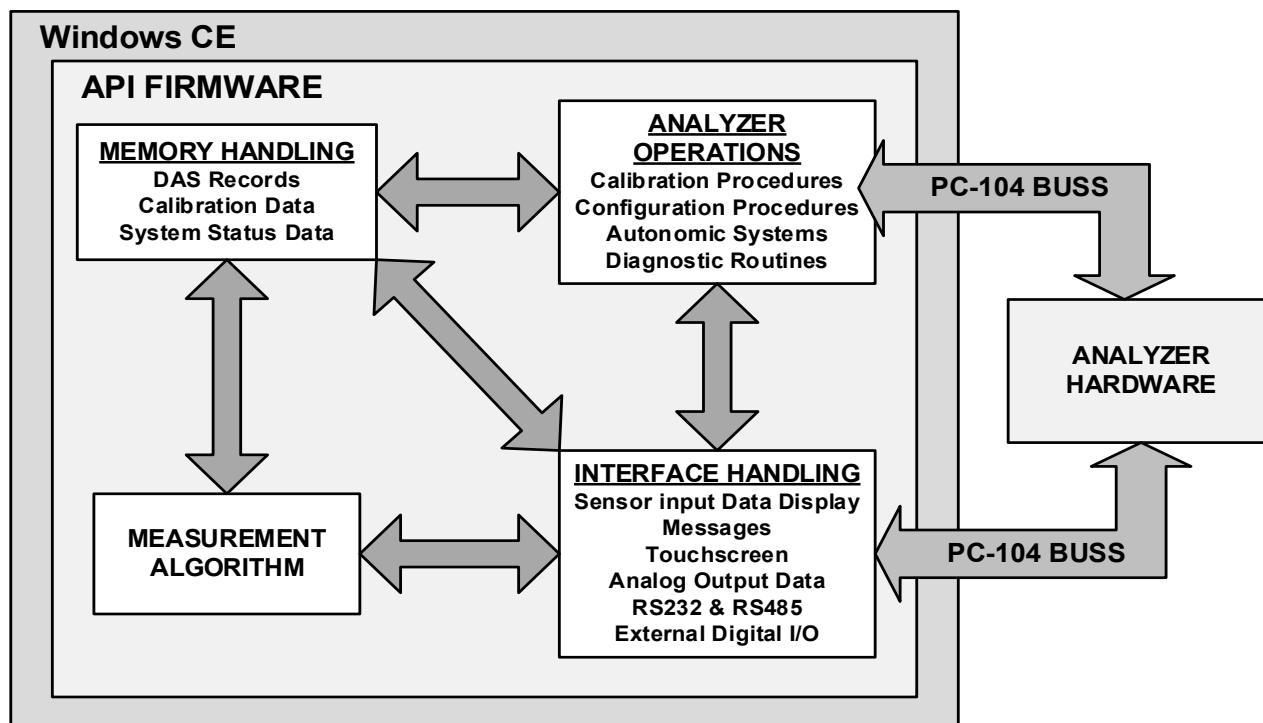 Windows CE
API FIRMWARE
MEMORY HANDLING
DAS Records
Calibration Data
System Status Data
ANALYZER
OPERATIONS
Calibration Procedures
Configuration Procedures
Autonomic Systems
Diagnostic Routines
PC-104 BUSS
ANALYZER
HARDWARE
MEASUREMENT
ALGORITHM
INTERFACE HANDLING
Sensor input Data Display
Messages
Touchscreen
Analog Output Data
RS232 & RS485
External Digital I/O
PC-104 BUSS